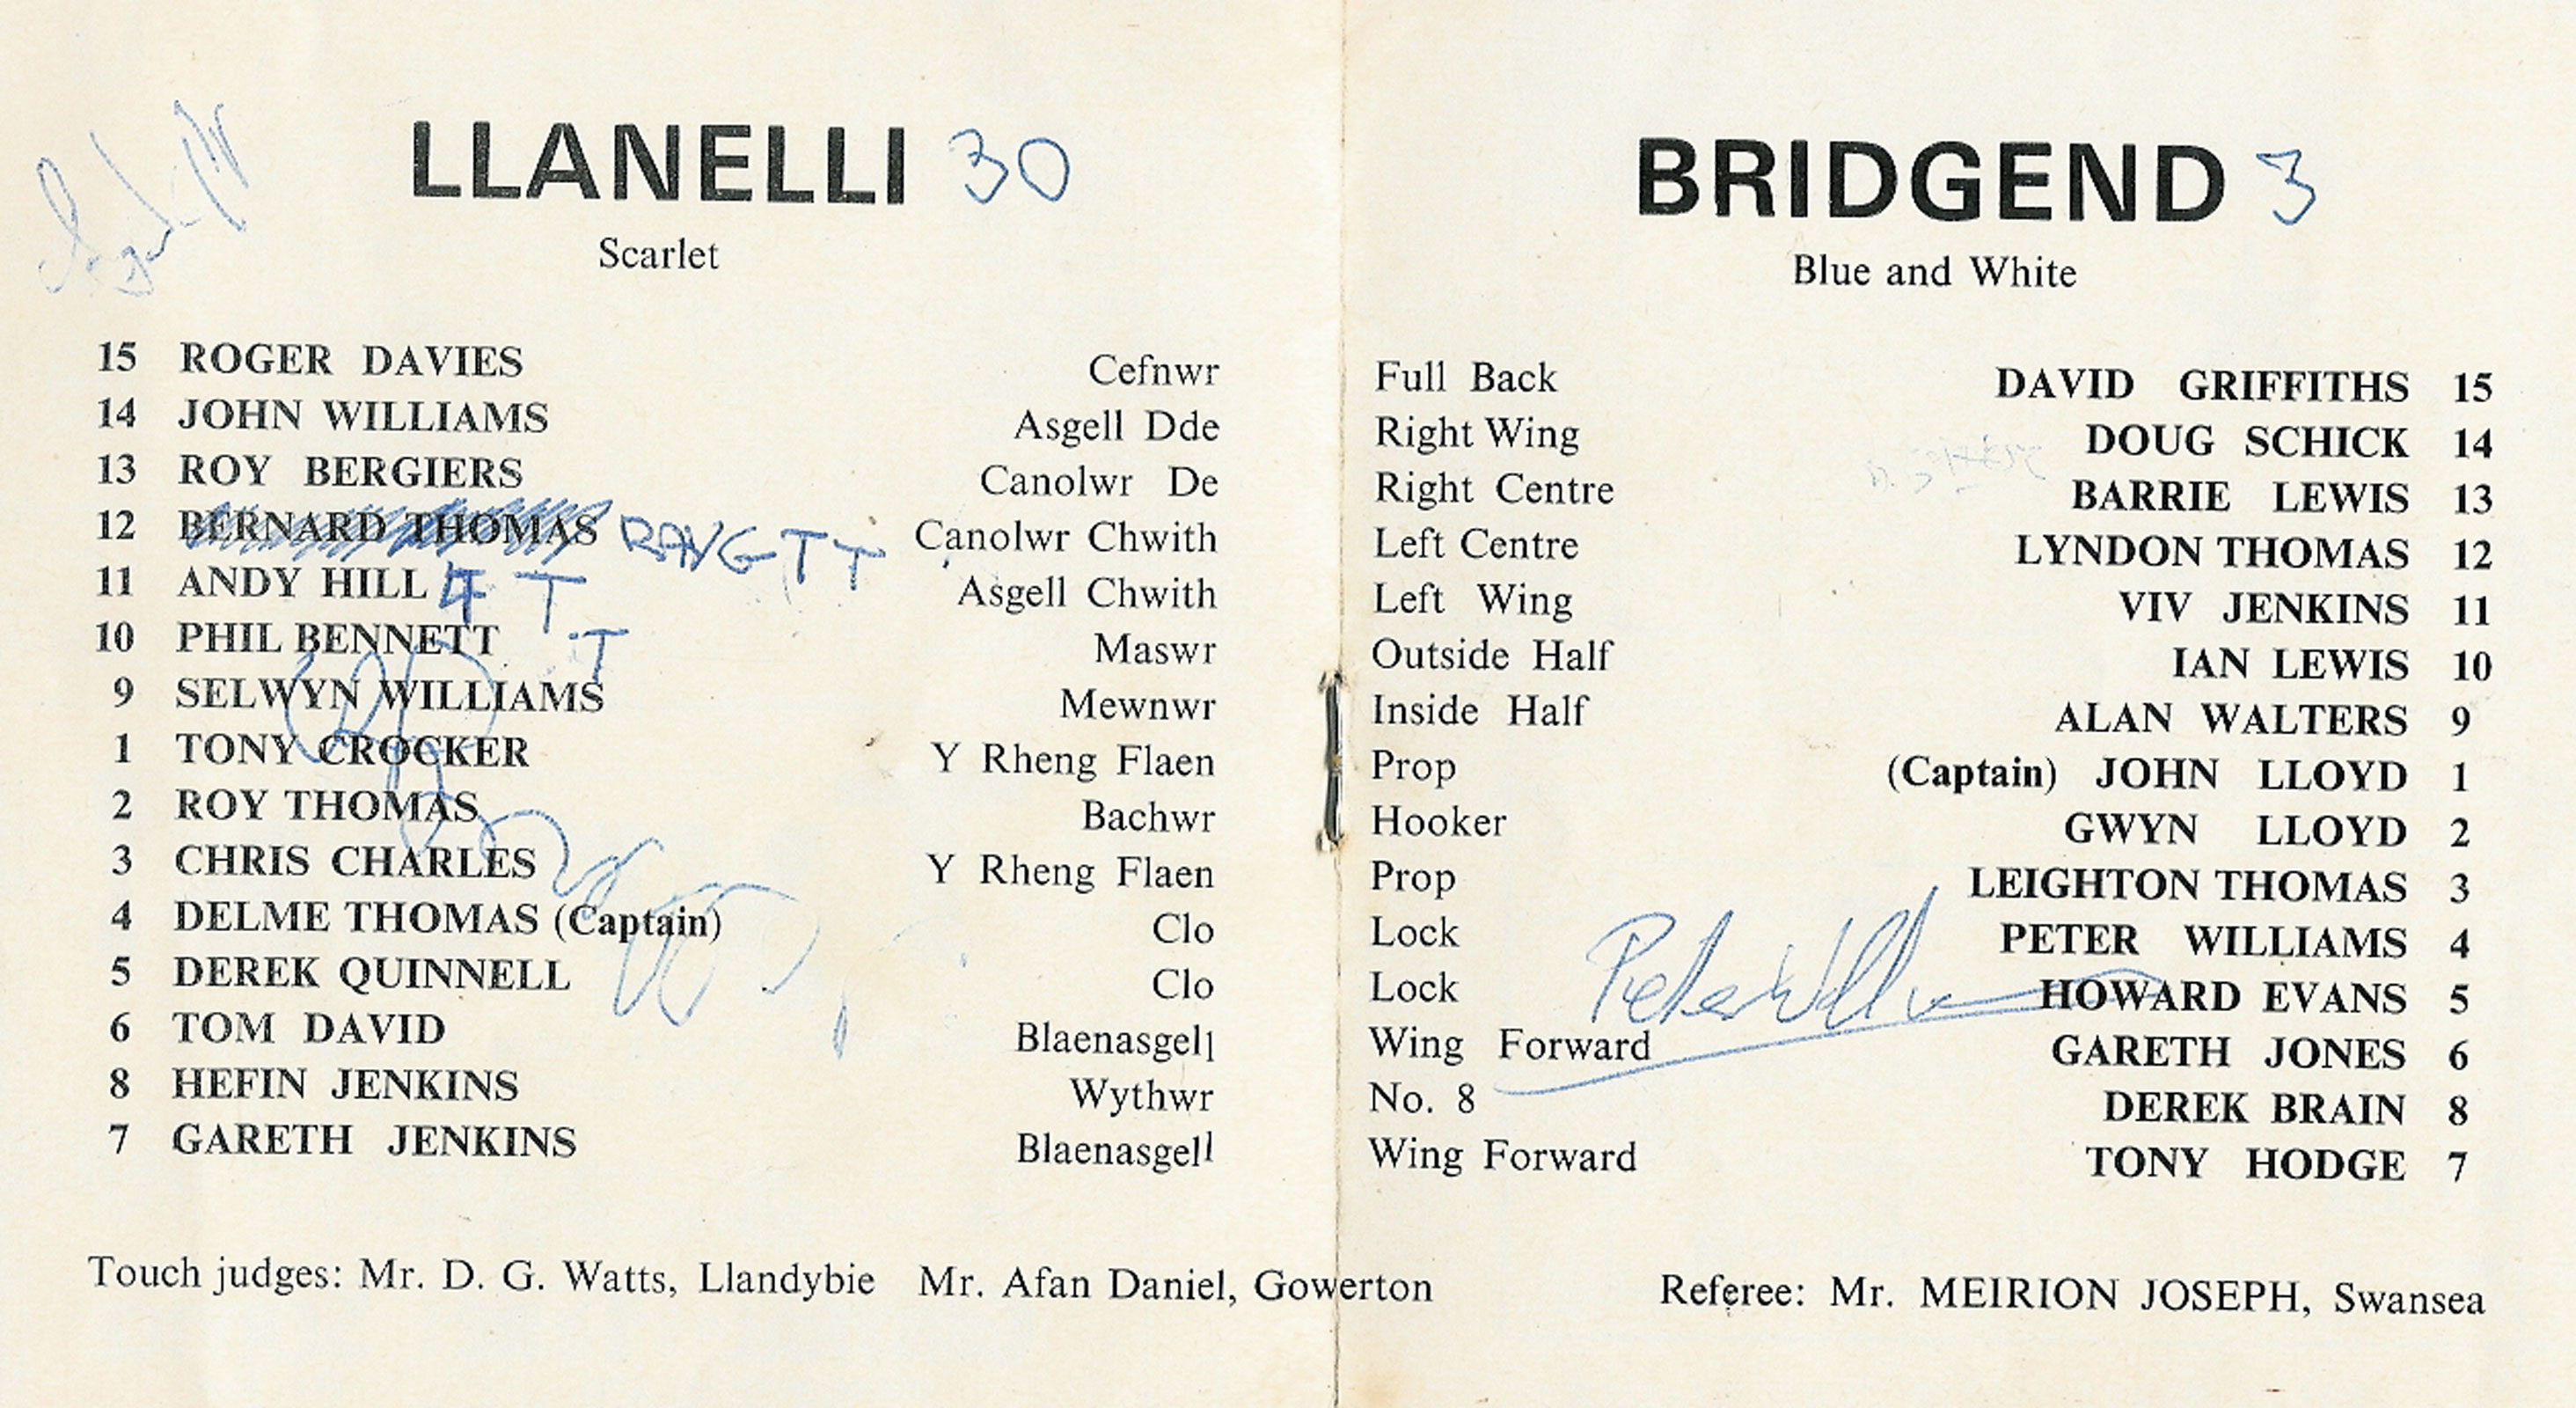 LLANELLI 30
Scarlet
15 ROGER DAVIES Cefnwr
14 JOHN WILLIAMS Asgell Dde
13 ROY BERGIERS Canolwr De
12 BERNARD THOMAS T T Canolwr Chwith
11 ANDY HILL 4 T Asgell Chwith
10 PHIL BENNETT T Maswr
9 SELWYN WILLIAMS Mewnwr
1 TONY CROCKER Y Rheng Flaen
2 ROY THOMAS Bachwr
3 CHRIS CHARLES Y Rheng Flaen
4 DELME THOMAS (Captain) Clo
5 DEREK QUINNELL Clo
6 TOM DAVID Blaenasgell
8 HEFIN JENKINS Wythwr
7 GARETH JENKINS Blaenasgell
BRIDGEND 3
Blue and White
Full Back DAVID GRIFFITHS 15
Right Wing DOUG SCHICK 14
Right Centre BARRIE LEWIS 13
Left Centre LYNDON THOMAS 12
Left Wing VIV JENKINS 11
Outside Half IAN LEWIS 10
Inside Half ALAN WALTERS 9
Prop (Captain) JOHN LLOYD 1
Hooker GWYN LLOYD 2
Prop LEIGHTON THOMAS 3
Lock PETER WILLIAMS 4
Peter Williams
Lock HOWARD EVANS 5
Wing Forward GARETH JONES 6
No. 8 DEREK BRAIN 8
Wing Forward TONY HODGE 7
Touch judges: Mr. D. G. Watts, Llandybie Mr. Afan Daniel, Gowerton Referee: Mr. MEIRION JOSEPH, Swansea